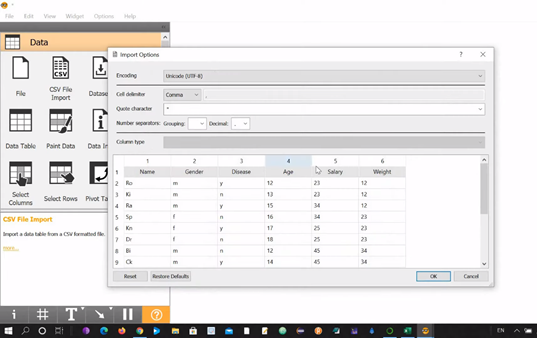 File Edit View Widget Options Help
Data
File
CSV File Import
Datase
Data Table
Paint Data
Data In
Select Columns
Select Rows
Pivot Ta
CSV File Import
Import a data table from a CSV formatted file.
more...
Import Options
Encoding Unicode (UTF-8)
Cell delimiter Comma ,
Quote character "
Number separators: Grouping: Decimal: .
Column type
1 2 3 4 5 6
1 Name Gender Disease Age Salary Weight
2 Ro m y 12 23 12
3 Ki m n 13 23 12
4 Ra m y 15 34 12
5 Sp f n 16 34 23
6 Kn f y 17 25 23
7 Dr f n 18 25 23
8 Bi m n 12 45 23
9 Ck m y 14 45 23
Reset Restore Defaults OK Cancel
EN